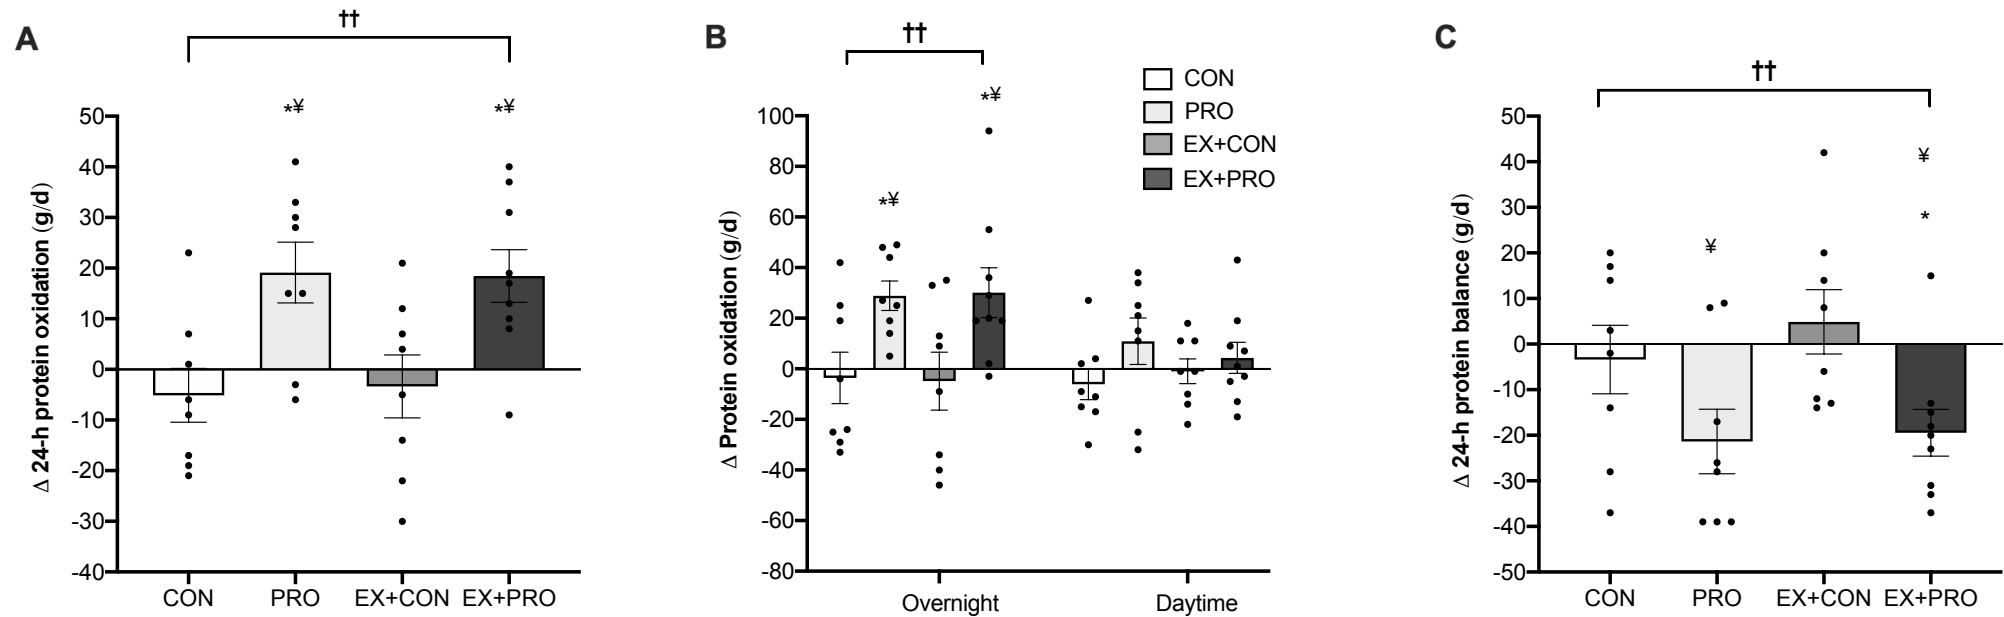 A
††
Δ 24-h protein oxidation (g/d)
50
40
30
20
10
0
-10
-20
-30
-40
*¥
*¥
CON
PRO
EX+CON
EX+PRO
B
††
Δ Protein oxidation (g/d)
100
80
60
40
20
0
-20
-40
-60
-80
*¥
*¥
CON
PRO
EX+CON
EX+PRO
Overnight
Daytime
C
††
Δ 24-h protein balance (g/d)
50
40
30
20
10
0
-10
-20
-30
-40
-50
¥
¥
*
CON
PRO
EX+CON
EX+PRO